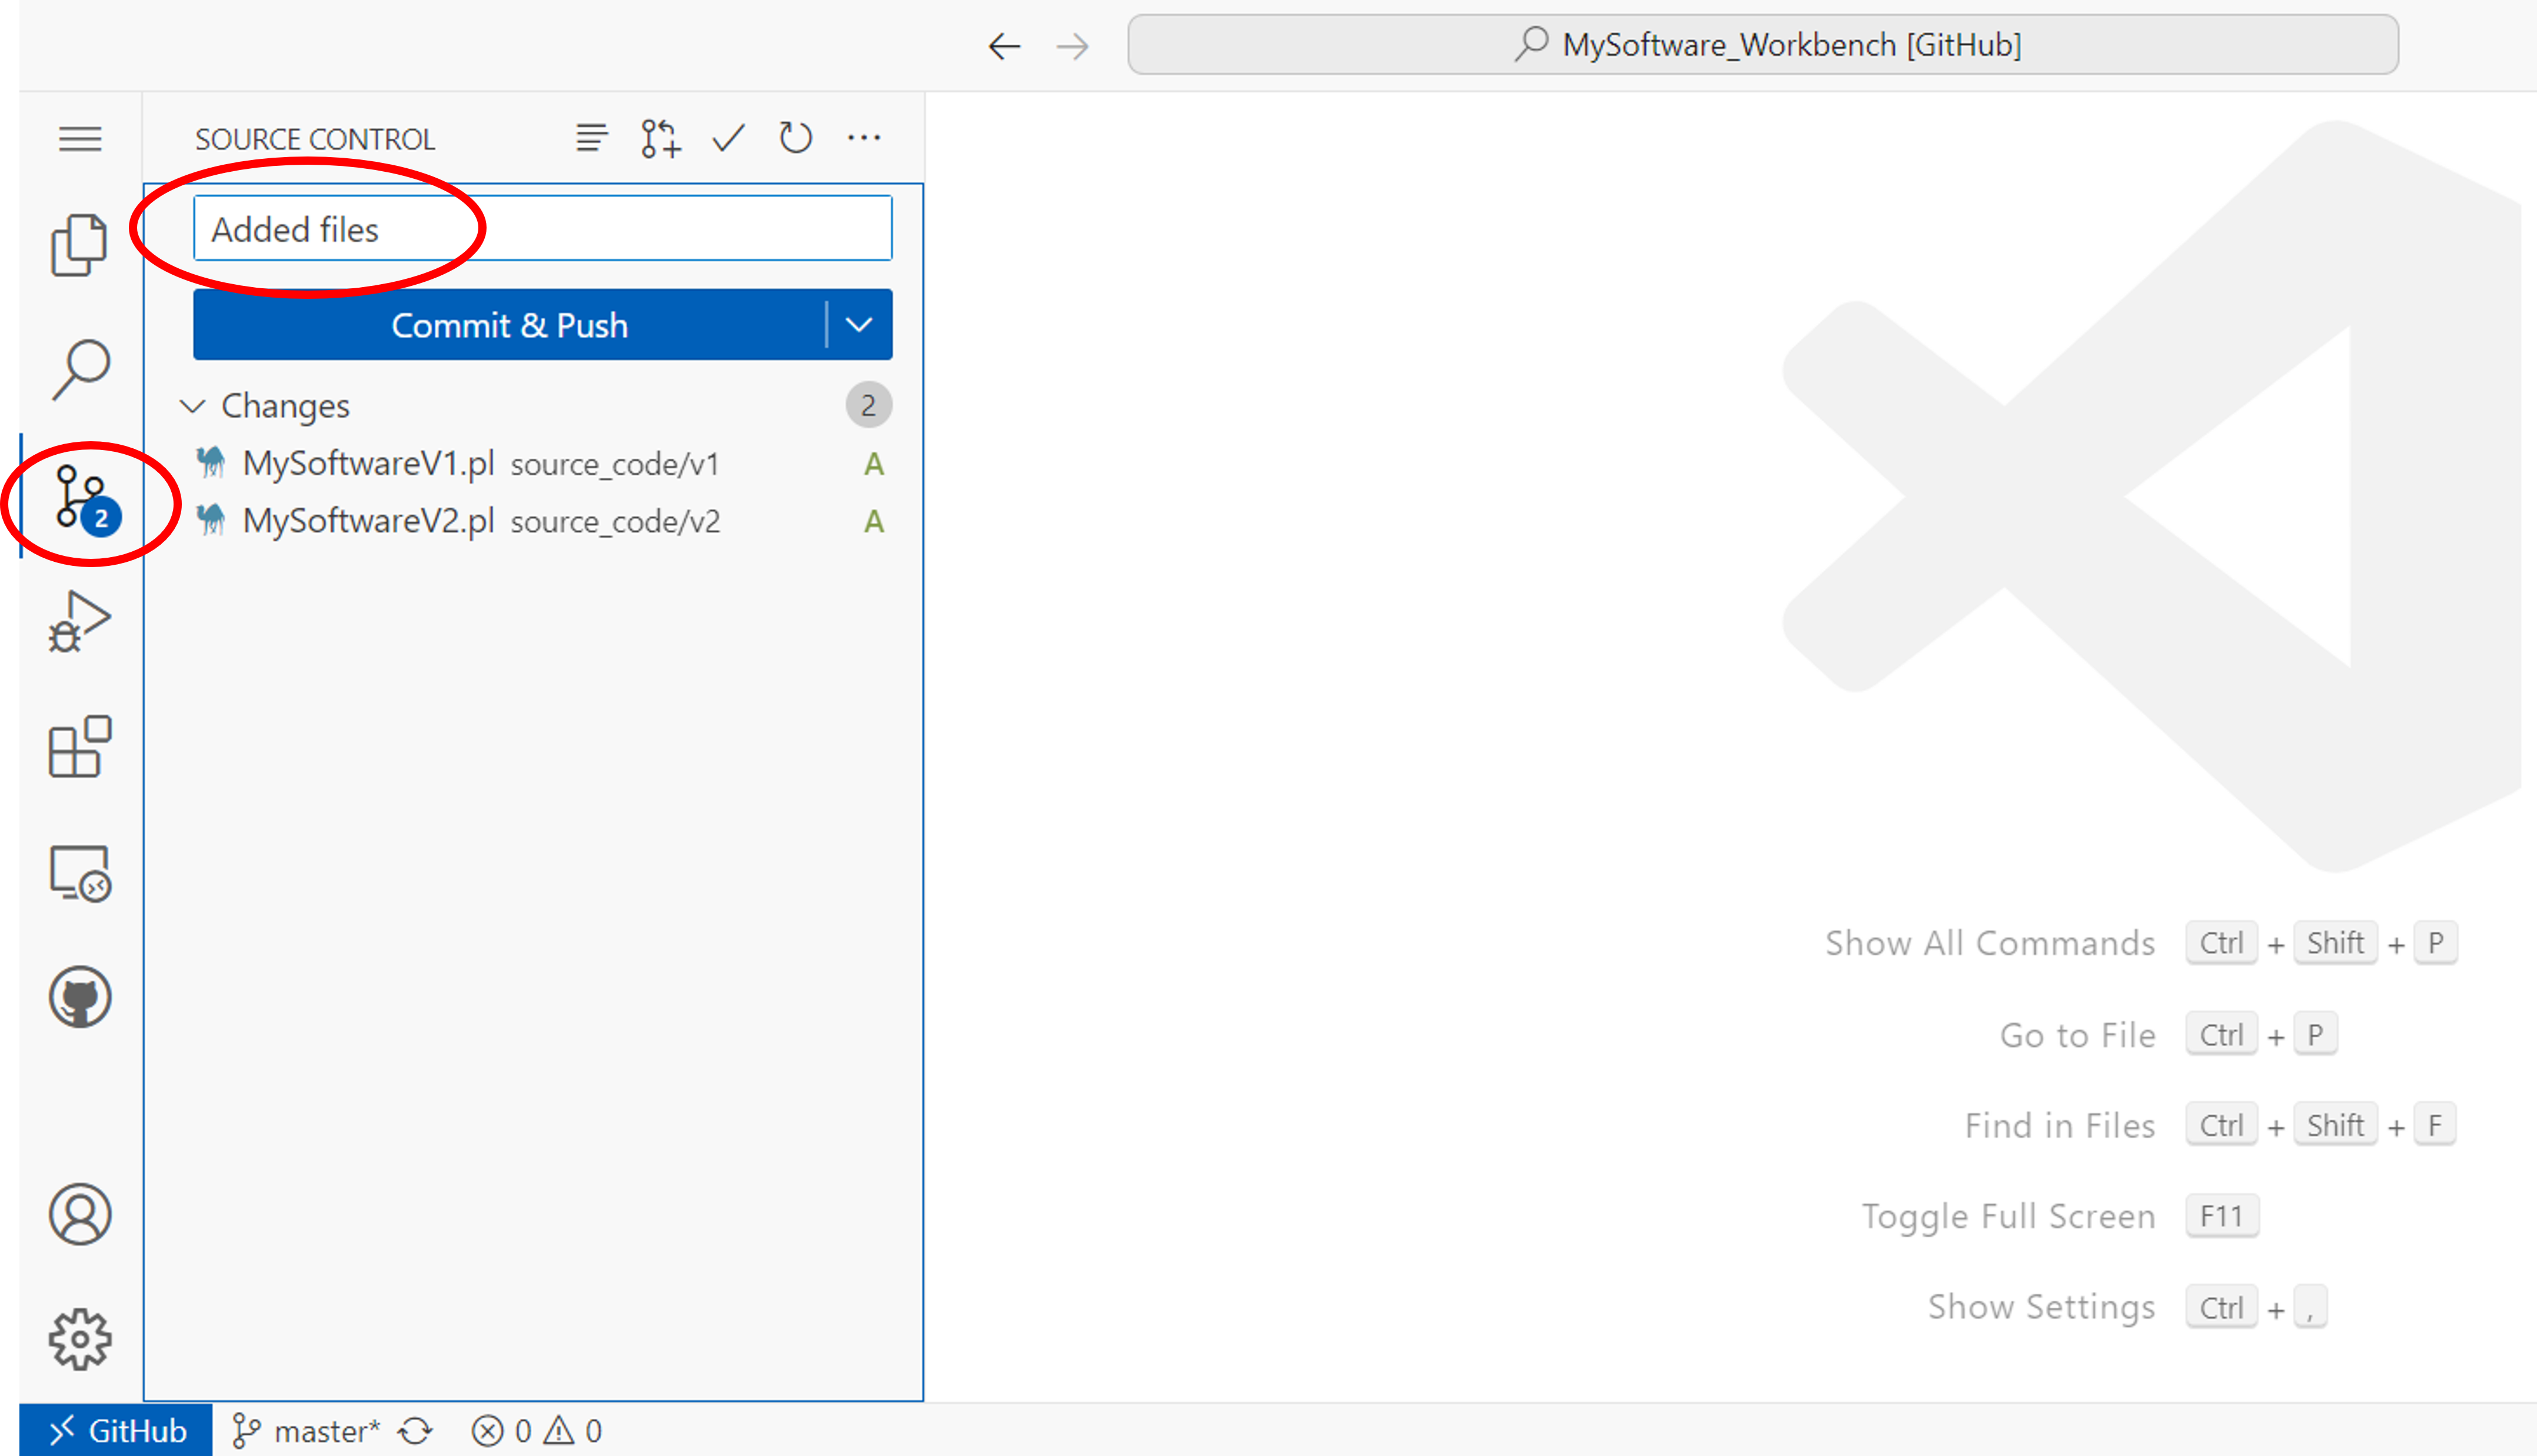 MySoftware_Workbench [GitHub]
SOURCE CONTROL
Added files
Commit & Push
Changes 2
MySoftwareV1.pl source_code/v1 A
MySoftwareV2.pl source_code/v2 A
2
Show All Commands Ctrl + Shift + P
Go to File Ctrl + P
Find in Files Ctrl + Shift + F
Toggle Full Screen F11
Show Settings Ctrl + ,
GitHub master* 0 0